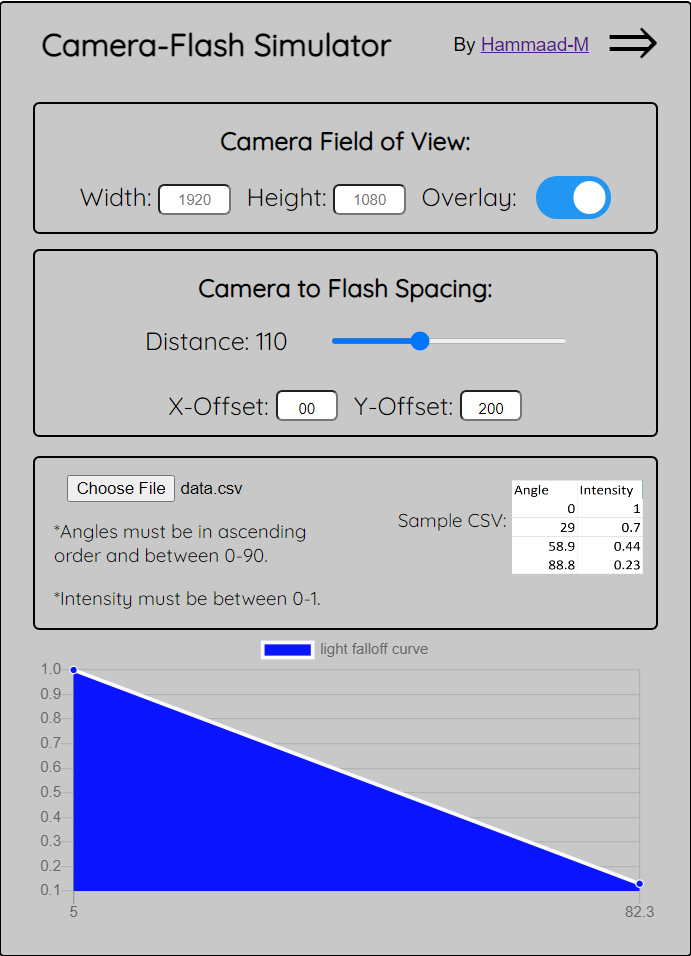 Camera-Flash Simulator By Hammaad-M
Camera Field of View:
Width: 1920 Height: 1080 Overlay:
Camera to Flash Spacing:
Distance: 110
X-Offset: 00 Y-Offset: 200
Choose File data.csv
*Angles must be in ascending
order and between 0-90.
*Intensity must be between 0-1.
Sample CSV:
Angle Intensity
0 1
29 0.7
58.9 0.44
88.8 0.23
light falloff curve
1.0
0.9
0.8
0.7
0.6
0.5
0.4
0.3
0.2
0.1
5 82.3